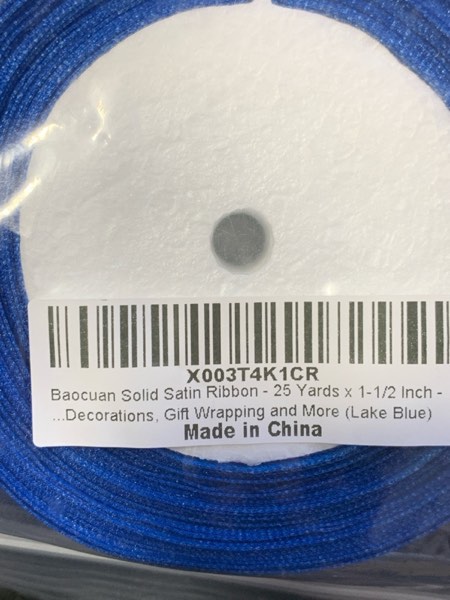 X003T4K1CR
Baocuan Solid Satin Ribbon - 25 Yards x 1-1/2 Inch -
...Decorations, Gift Wrapping and More (Lake Blue)
Made in China